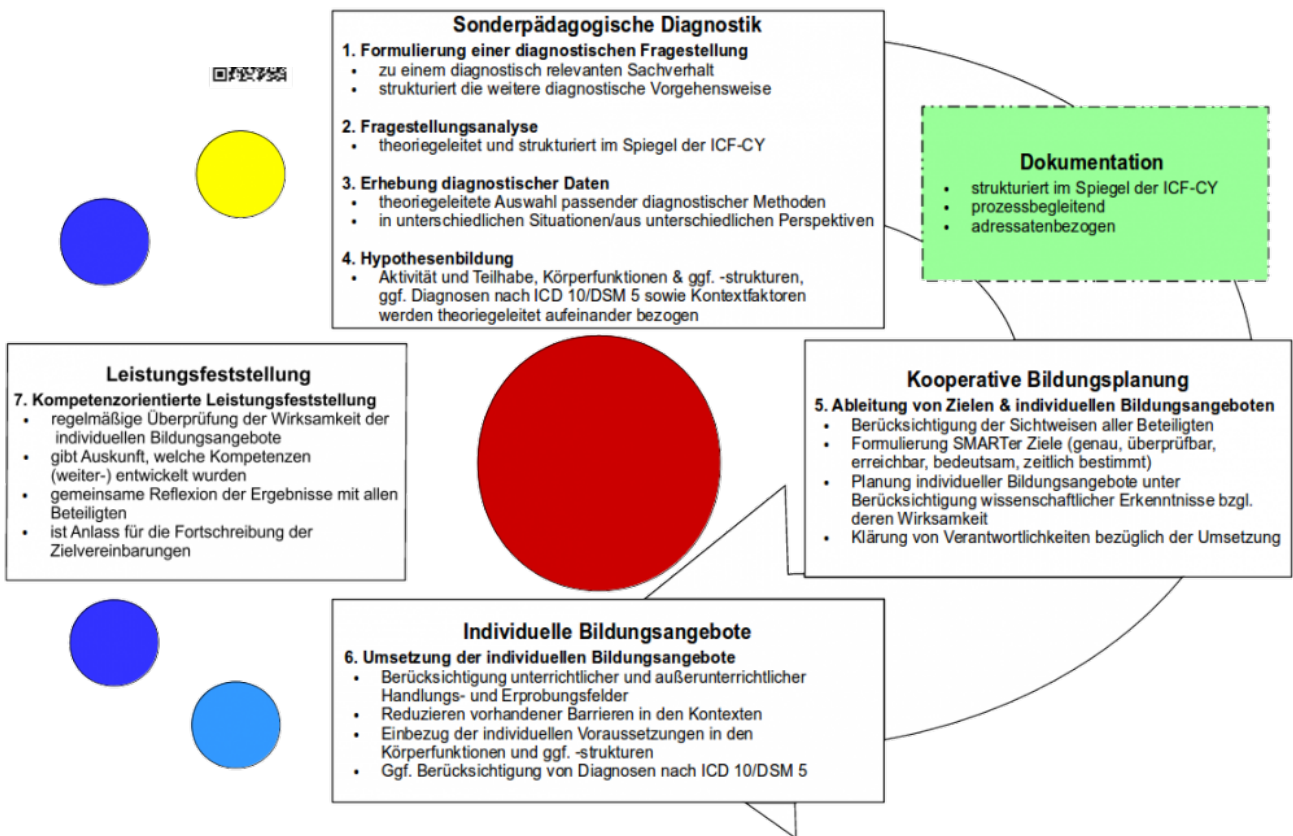 Sonderpädagogische Diagnostik
1. Formulierung einer diagnostischen Fragestellung
• zu einem diagnostisch relevanten Sachverhalt
• strukturiert die weitere diagnostische Vorgehensweise
2. Fragestellungsanalyse
• theoriegeleitet und strukturiert im Spiegel der ICF-CY
3. Erhebung diagnostischer Daten
• theoriegeleitete Auswahl passender diagnostischer Methoden
• in unterschiedlichen Situationen/aus unterschiedlichen Perspektiven
4. Hypothesenbildung
• Aktivität und Teilhabe, Körperfunktionen & ggf. -strukturen,
ggf. Diagnosen nach ICD 10/DSM 5 sowie Kontextfaktoren
werden theoriegeleitet aufeinander bezogen
Dokumentation
• strukturiert im Spiegel der ICF-CY
• prozessbegleitend
• adressatenbezogen
Leistungsfeststellung
7. Kompetenzorientierte Leistungsfeststellung
• regelmäßige Überprüfung der Wirksamkeit der
individuellen Bildungsangebote
• gibt Auskunft, welche Kompetenzen
(weiter-) entwickelt wurden
• gemeinsame Reflexion der Ergebnisse mit allen
Beteiligten
• ist Anlass für die Fortschreibung der
Zielvereinbarungen
Kooperative Bildungsplanung
5. Ableitung von Zielen & individuellen Bildungsangeboten
• Berücksichtigung der Sichtweisen aller Beteiligten
• Formulierung SMARTer Ziele (genau, überprüfbar,
erreichbar, bedeutsam, zeitlich bestimmt)
• Planung individueller Bildungsangebote unter
Berücksichtigung wissenschaftlicher Erkenntnisse bzgl.
deren Wirksamkeit
• Klärung von Verantwortlichkeiten bezüglich der Umsetzung
Individuelle Bildungsangebote
6. Umsetzung der individuellen Bildungsangebote
• Berücksichtigung unterrichtlicher und außerunterrichtlicher
Handlungs- und Erprobungsfelder
• Reduzieren vorhandener Barrieren in den Kontexten
• Einbezug der individuellen Voraussetzungen in den
Körperfunktionen und ggf. -strukturen
• Ggf. Berücksichtigung von Diagnosen nach ICD 10/DSM 5